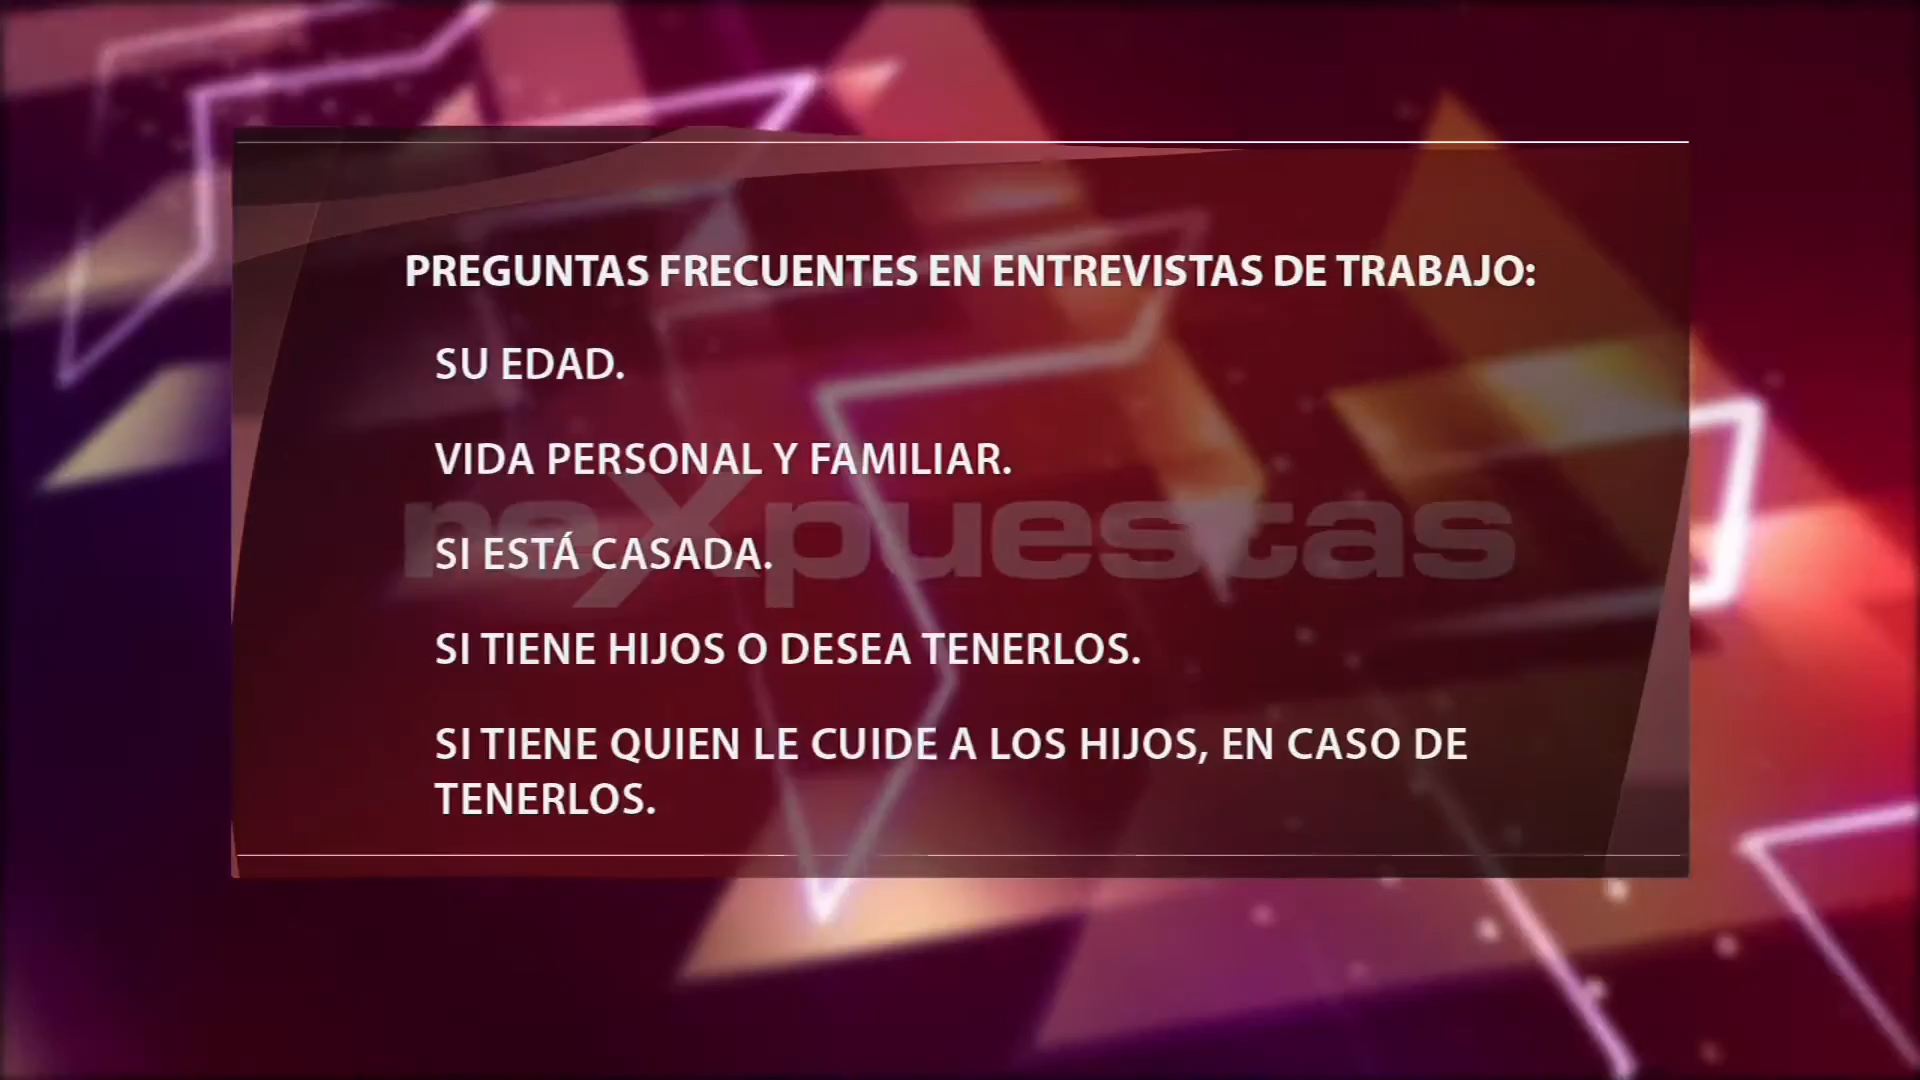 PREGUNTAS FRECUENTES EN ENTREVISTAS DE TRABAJO:
SU EDAD.
VIDA PERSONAL Y FAMILIAR.
reXpuestas
SI ESTÁ CASADA.
SI TIENE HIJOS O DESEA TENERLOS.
SI TIENE QUIEN LE CUIDE A LOS HIJOS, EN CASO DE
TENERLOS.